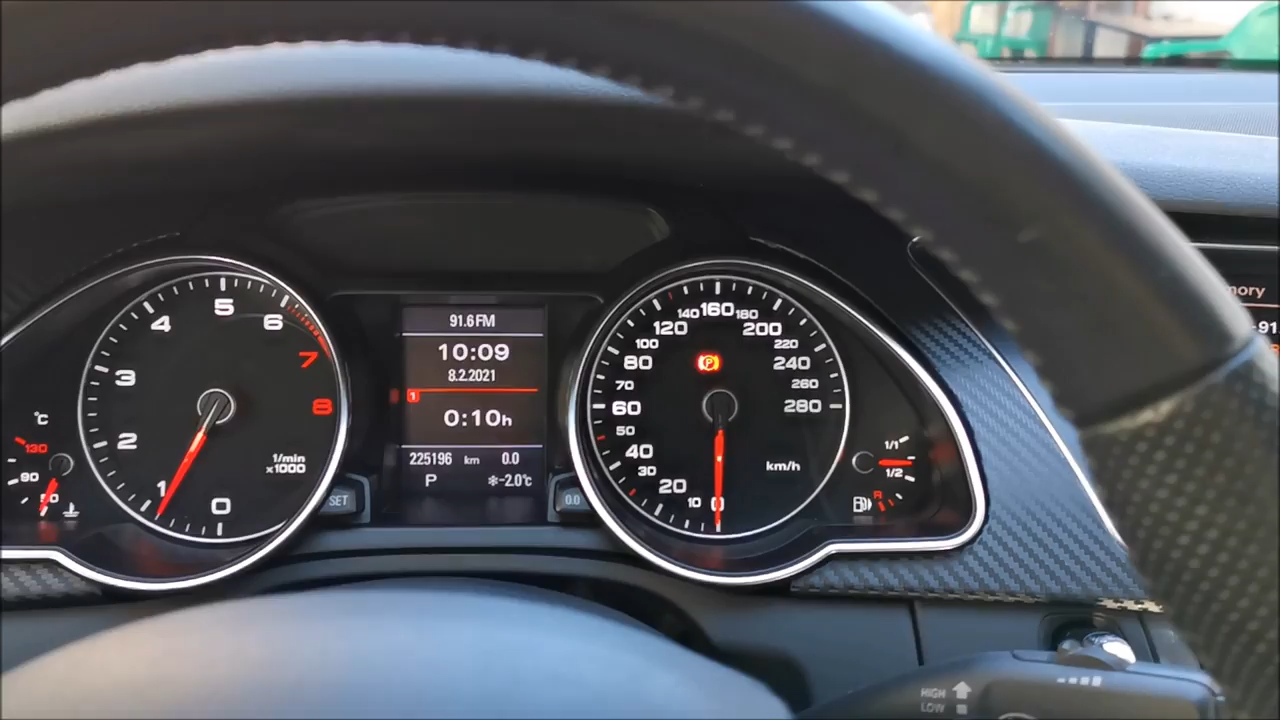 5
4
6
3
7
2
8
1
0
1/min
x1000
°C
130
90
50
SET
91.6FM
10:09
8.2.2021
1
0:10h
225196 km 0.0
P
❄-2.0°C
0.0
140 160 180
120
200
100
220
80
240
70
260
60
280
50
40
30
20
10
0
km/h
P
1/1
1/2
R
HIGH
LOW